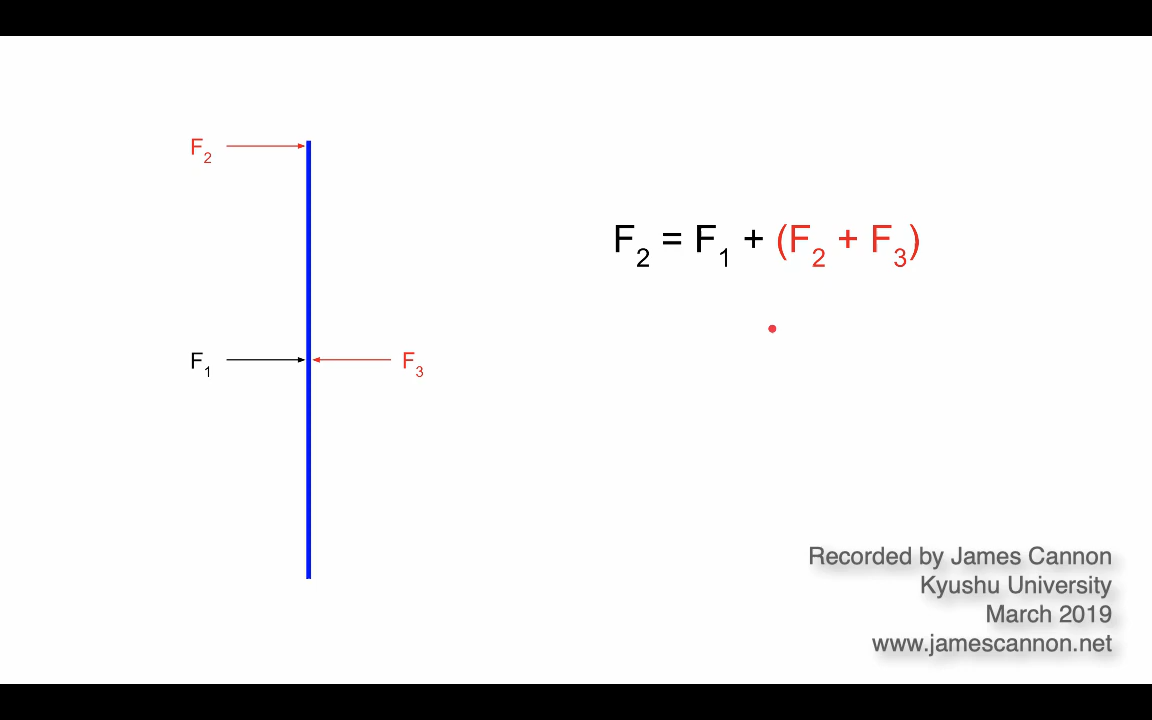 F2
F2 = F1 + (F2 + F3)
F1
F3
Recorded by James Cannon
Kyushu University
March 2019
www.jamescannon.net